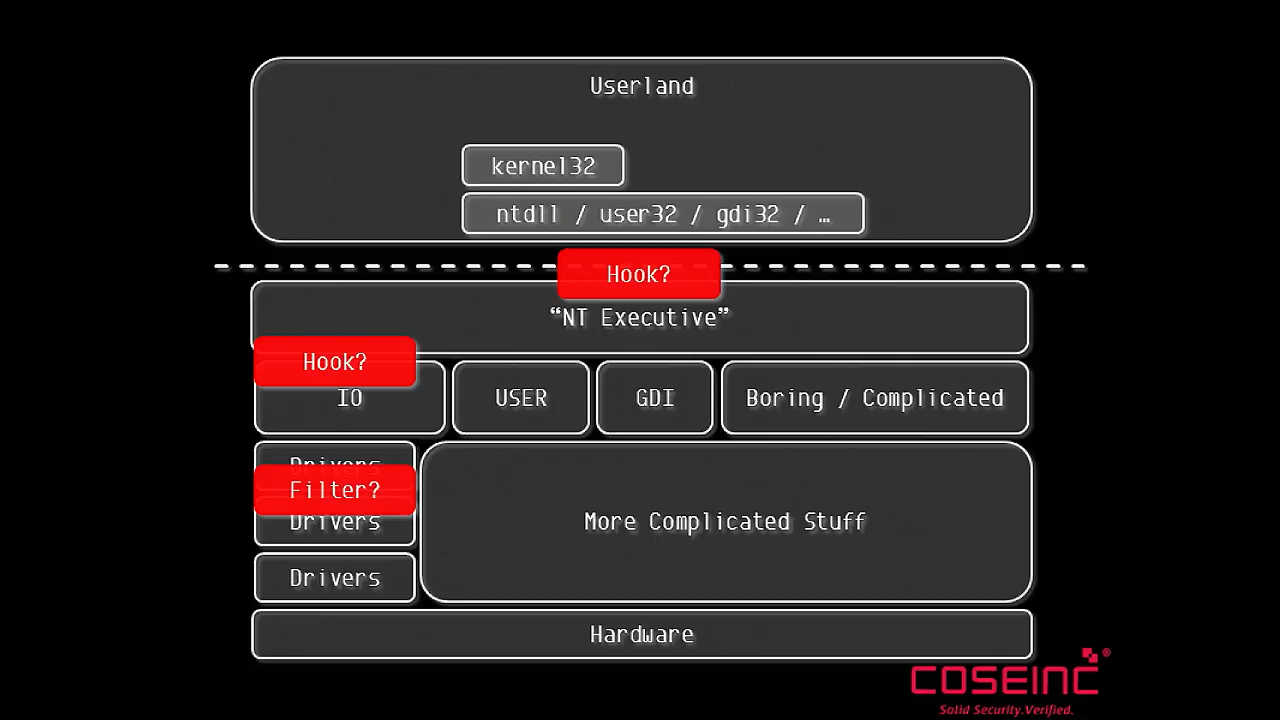 Userland
kernel32
ntdll / user32 / gdi32 / …
Hook?
“NT Executive”
Hook?
IO
USER
GDI
Boring / Complicated
Drivers
Filter?
Drivers
More Complicated Stuff
Drivers
Hardware
COSEINC®
Solid Security.Verified.